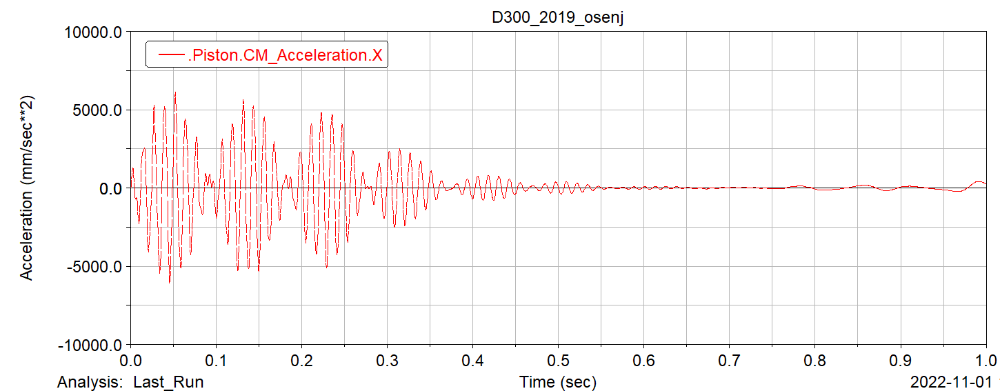 D300_2019_osenj
10000.0
.Piston.CM_Acceleration.X
5000.0
Acceleration (mm/sec**2)
0.0
-5000.0
-10000.0
0.0 0.1 0.2 0.3 0.4 0.5 0.6 0.7 0.8 0.9 1.0
Analysis: Last_Run Time (sec) 2022-11-01